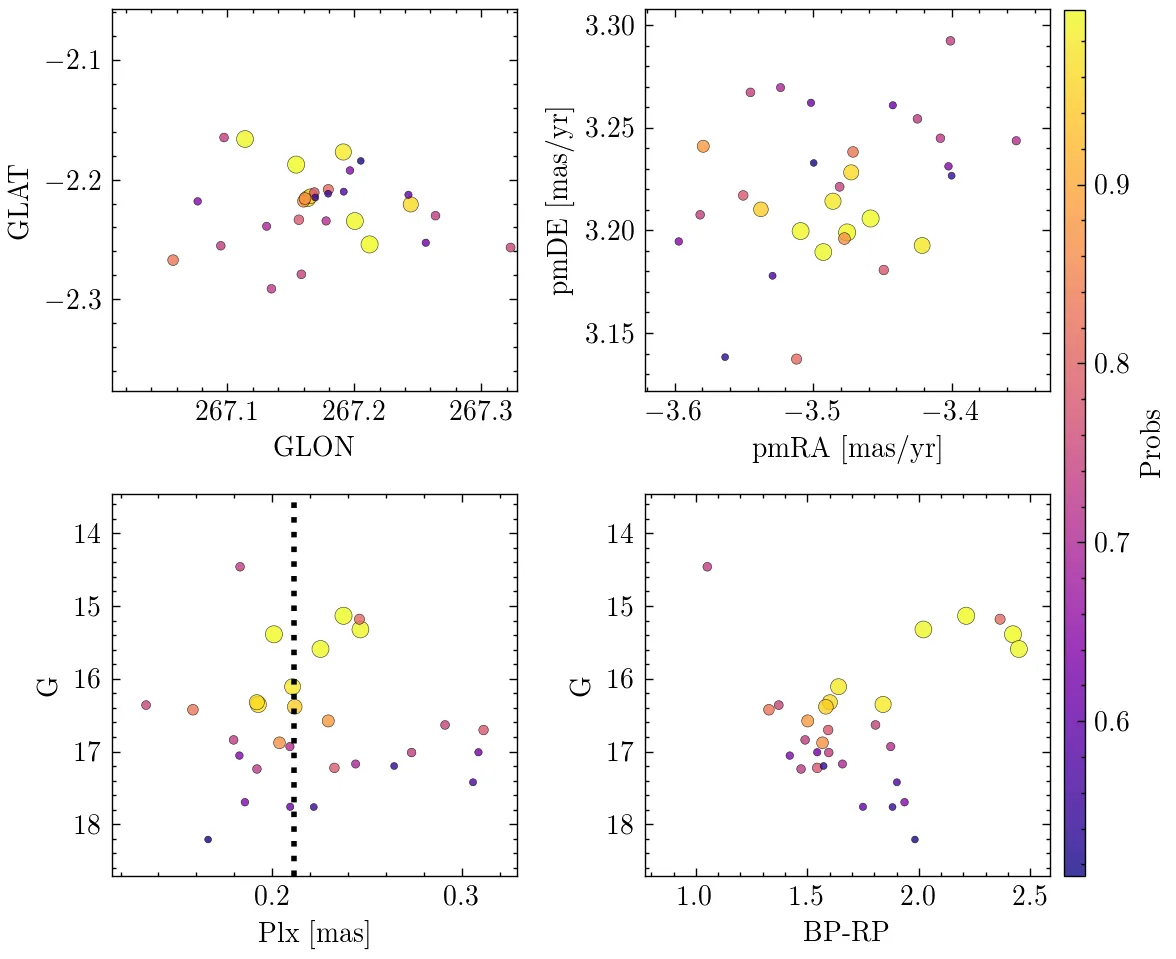 −2.1
−2.2
−2.3
GLAT
267.1 267.2 267.3
GLON
3.30
3.25
3.20
3.15
pmDE [mas/yr]
−3.6 −3.5 −3.4
pmRA [mas/yr]
14
15
16
17
18
G
0.2 0.3
Plx [mas]
14
15
16
17
18
G
1.0 1.5 2.0 2.5
BP-RP
0.9
0.8
0.7
0.6
Probs